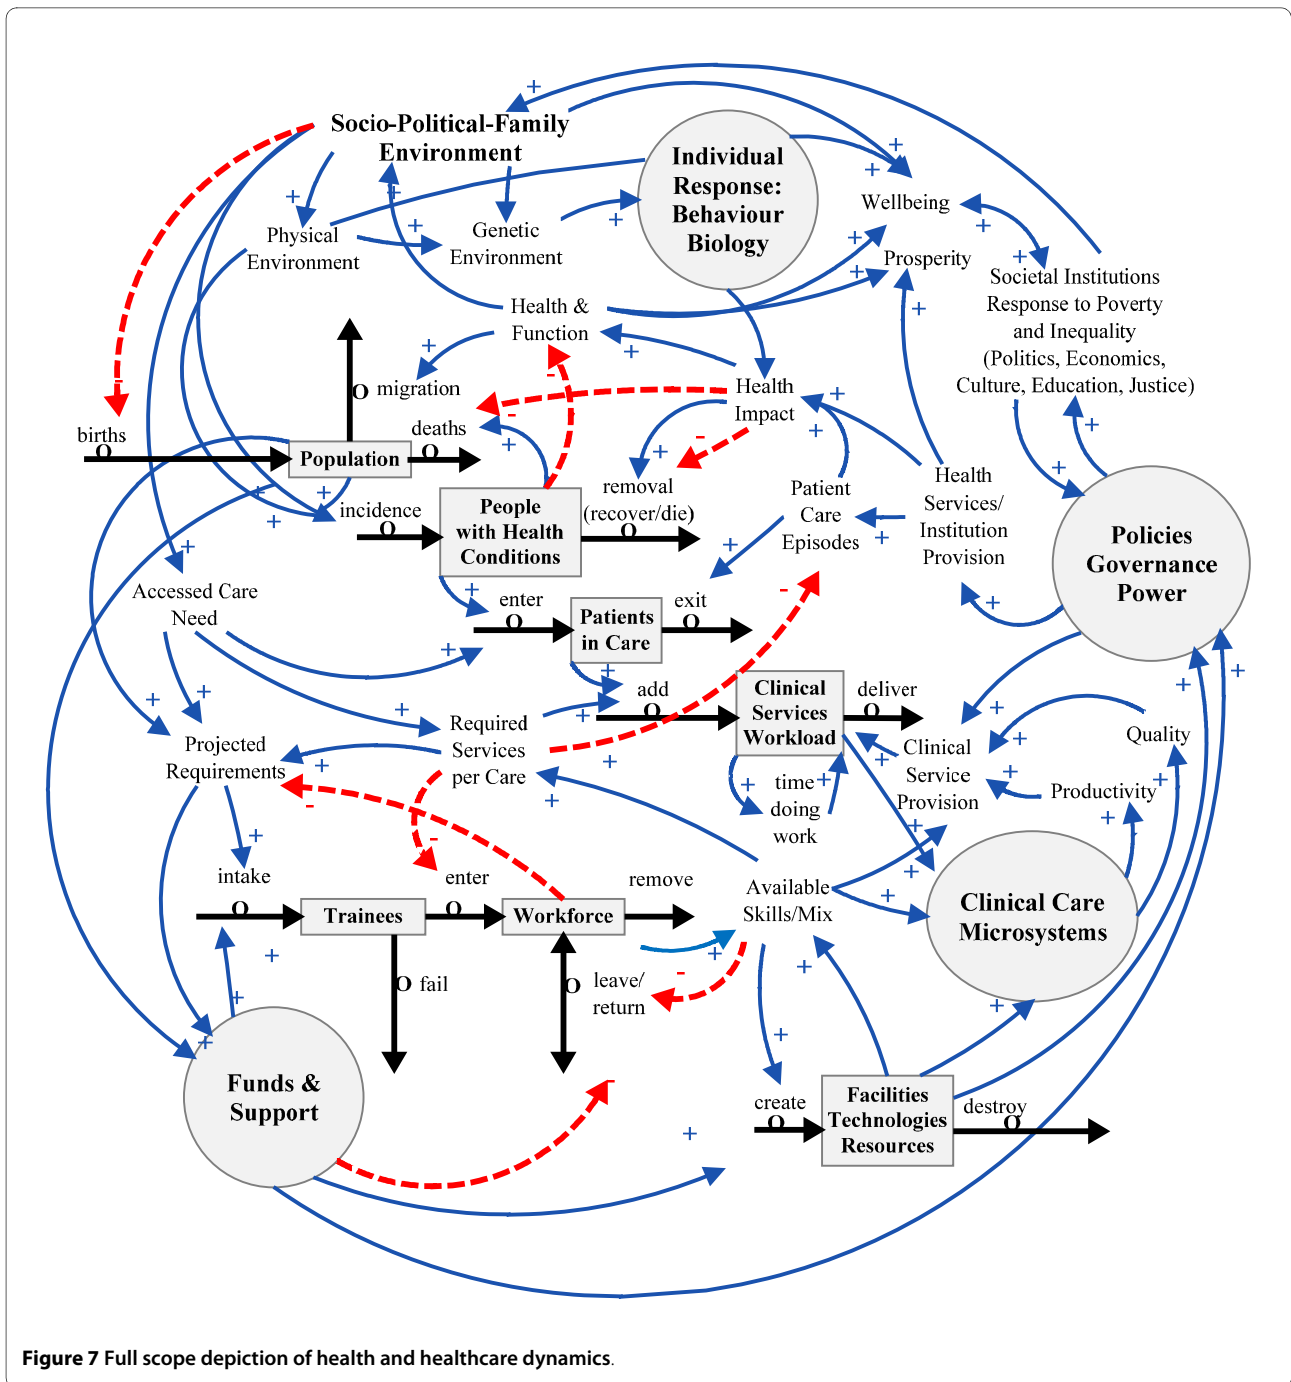 Socio-Political-Family
Environment
Individual
Response:
Behaviour
Biology
Wellbeing
Physical
Environment
Genetic
Environment
Prosperity
Societal Institutions
Response to Poverty
and Inequality
(Politics, Economics,
Culture, Education, Justice)
Health &
Function
migration
Health
Impact
births
deaths
Population
incidence
People
with Health
Conditions
removal
(recover/die)
Patient
Care
Episodes
Health
Services/
Institution
Provision
Policies
Governance
Power
Accessed Care
Need
enter
Patients
in Care
exit
add
Clinical
Services
Workload
deliver
Required
Services
per Care
Projected
Requirements
time
doing
work
Clinical
Service
Provision
Quality
Productivity
intake
Trainees
enter
Workforce
remove
Available
Skills/Mix
Clinical Care
Microsystems
fail
leave/
return
Funds &
Support
create
Facilities
Technologies
Resources
destroy
Figure 7 Full scope depiction of health and healthcare dynamics.